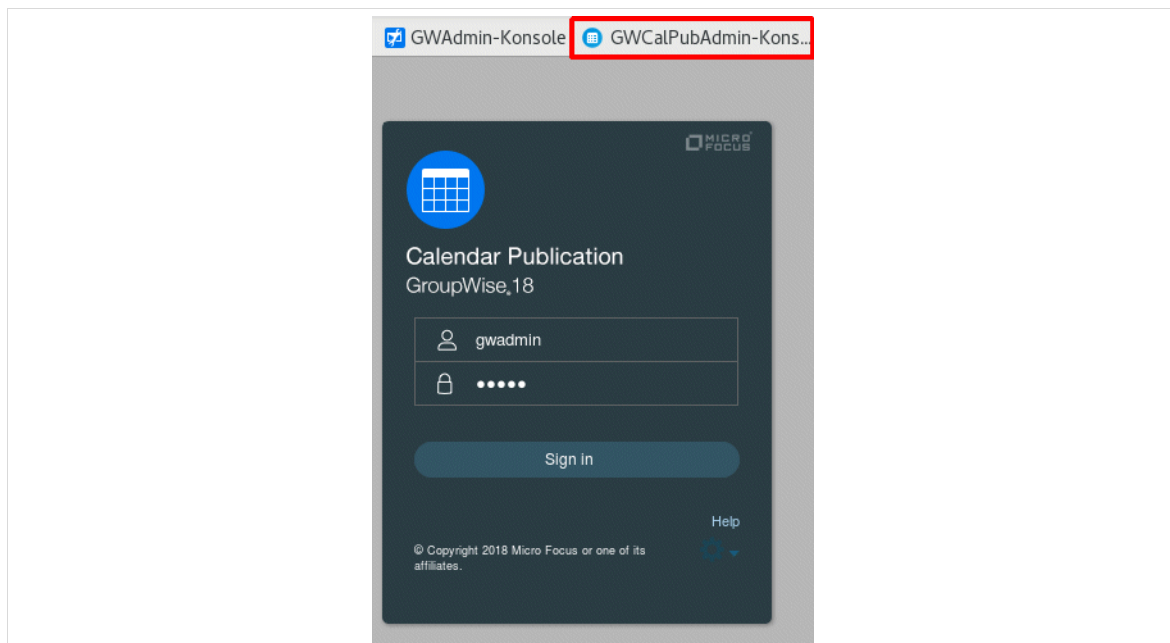 GWAdmin-Konsole GWCalPubAdmin-Kons...
MICRO
FOCUS
Calendar Publication
GroupWise.18
gwadmin
•••••
Sign in
Help
© Copyright 2018 Micro Focus or one of its
affiliates.